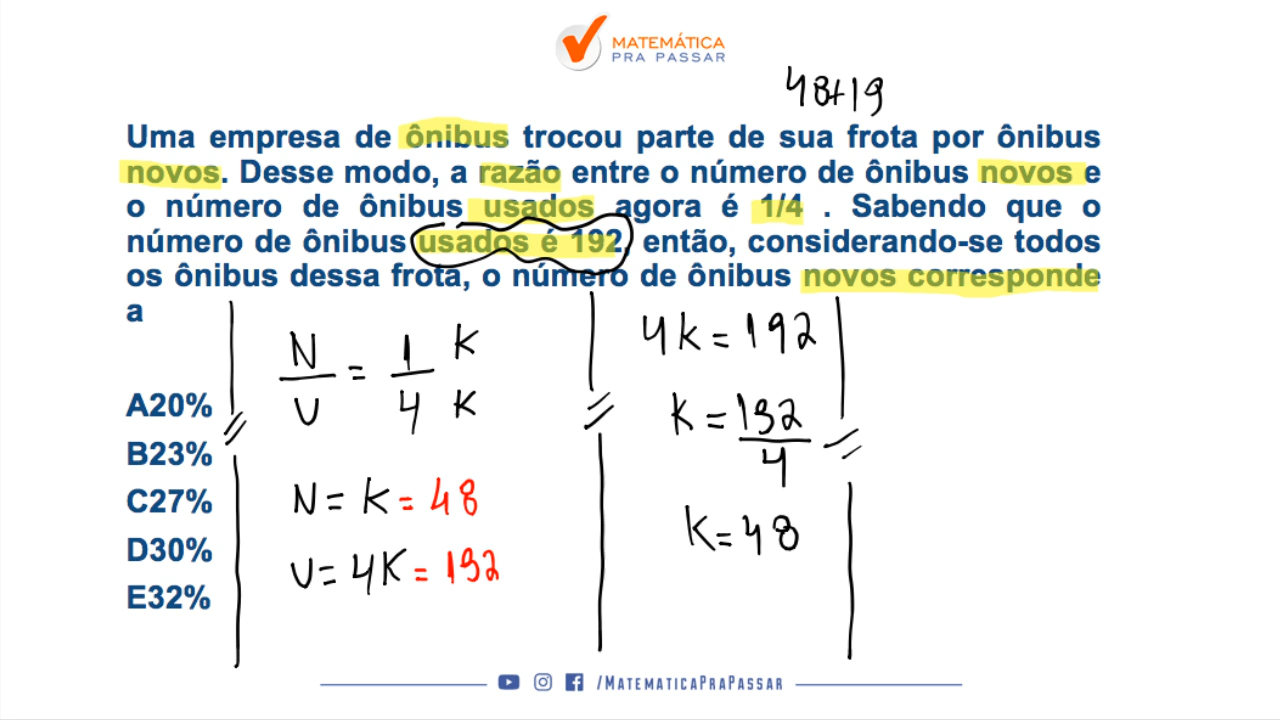 MATEMÁTICA
PRA PASSAR
48+19
Uma empresa de ônibus trocou parte de sua frota por ônibus
novos. Desse modo, a razão entre o número de ônibus novos e
o número de ônibus usados agora é 1/4 . Sabendo que o
número de ônibus usados é 192, então, considerando-se todos
os ônibus dessa frota, o número de ônibus novos corresponde
a
A20%
B23%
C27%
D30%
E32%
N/U = 1/4 K/K
N = K = 48
U = 4K = 192
4K = 192
K = 192/4
K = 48
/MatematicaPraPassar